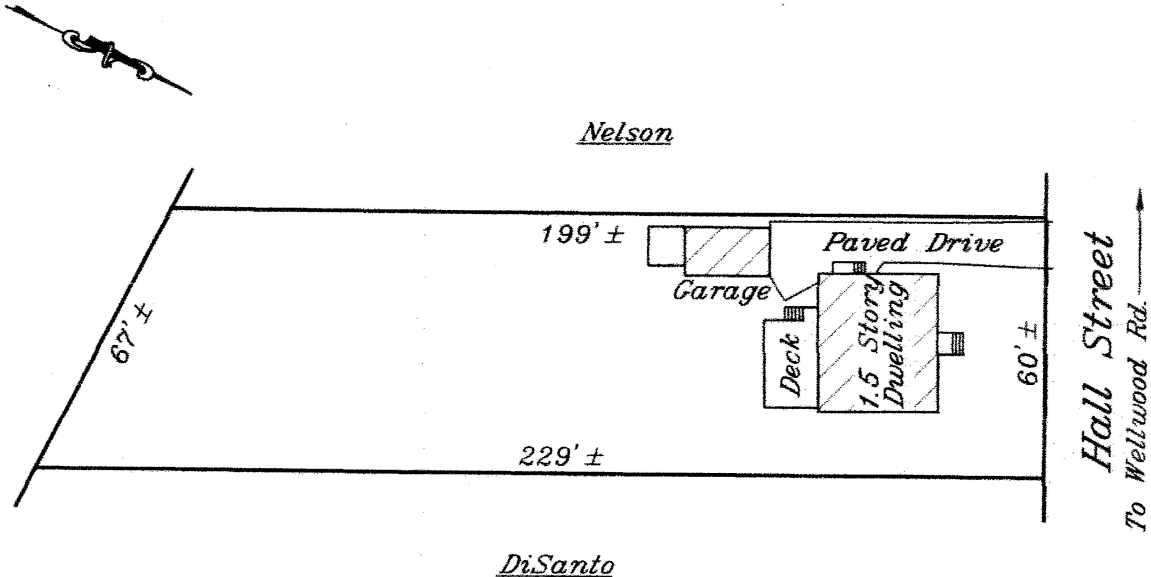 Nelson
199' ±
Paved Drive
Garage
67' ±
Deck
1.5 Story
Dwelling
60' ±
Hall Street
To Wellwood Rd.
229' ±
DiSanto